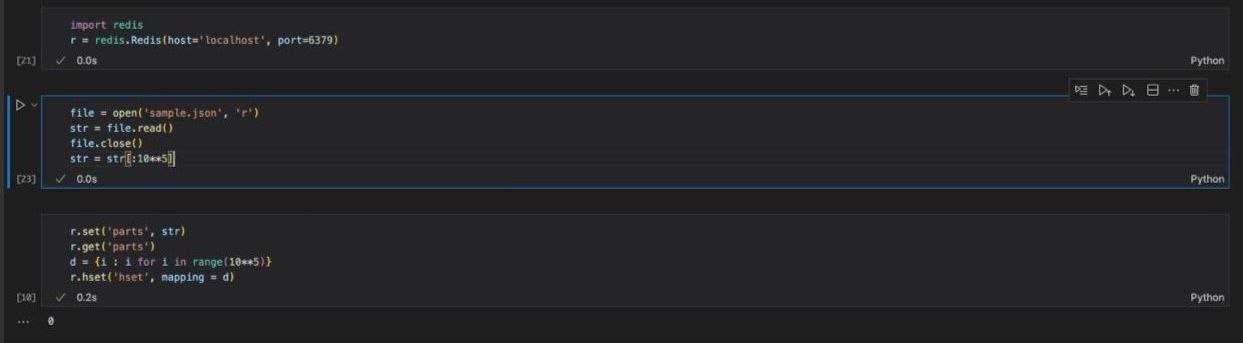 import redis
r = redis.Redis(host='localhost', port=6379)
[21] 0.0s Python
file = open('sample.json', 'r')
str = file.read()
file.close()
str = str[:10**5]
[23] 0.0s Python
r.set('parts', str)
r.get('parts')
d = {i : i for i in range(10**5)}
r.hset('hset', mapping = d)
[10] 0.2s Python
... 0